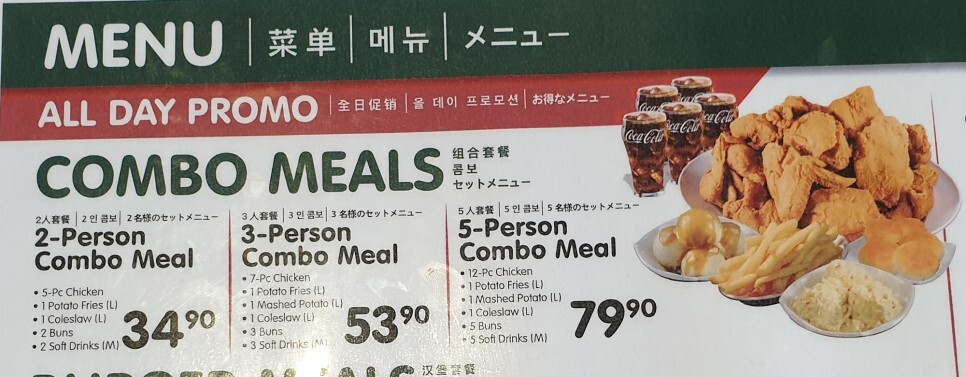 MENU | 菜单 | 메뉴 | メニュー
ALL DAY PROMO | 全日促销 | 올 데이 프로모션 | お得なメニュー
COMBO MEALS
组合套餐
콤보
セットメニュー
2人套餐 | 2인 콤보 | 2 名様のセットメニュー
2-Person
Combo Meal
• 5-Pc Chicken
• 1 Potato Fries (L)
• 1 Coleslaw (L)
• 2 Buns
• 2 Soft Drinks (M)
34.90
3人套餐 | 3인 콤보 | 3 名様のセットメニュー
3-Person
Combo Meal
• 7-Pc Chicken
• 1 Potato Fries (L)
• 1 Mashed Potato (L)
• 1 Coleslaw (L)
• 3 Buns
• 3 Soft Drinks (M)
53.90
5人套餐 | 5인 콤보 | 5 名様のセットメニュー
5-Person
Combo Meal
• 12-Pc Chicken
• 1 Potato Fries (L)
• 1 Mashed Potato (L)
• 1 Coleslaw (L)
• 5 Buns
• 5 Soft Drinks (M)
79.90
Coca-Cola
Coca-Cola
Coca-Cola
汉堡套餐